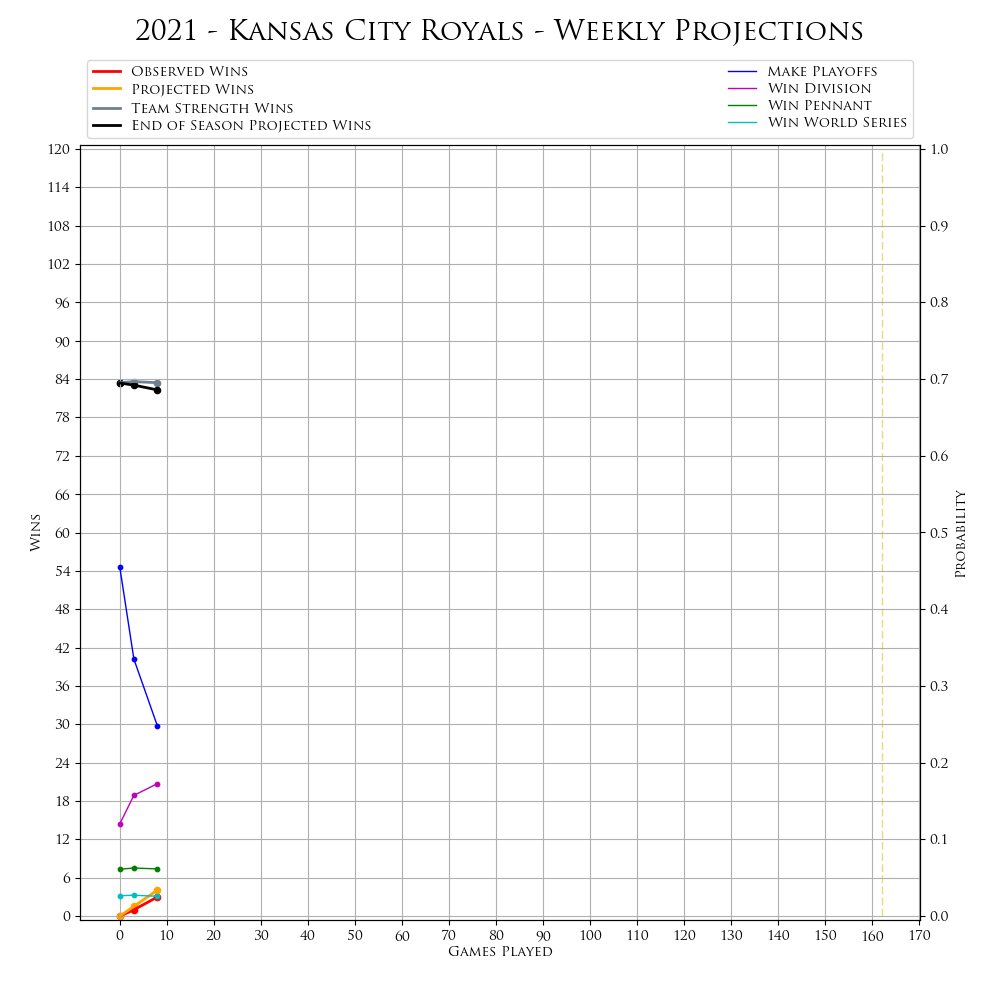 2021 - Kansas City Royals - Weekly Projections
Observed Wins
Projected Wins
Team Strength Wins
End of Season Projected Wins
Make Playoffs
Win Division
Win Pennant
Win World Series
120
114
108
102
96
90
84
78
72
66
60
54
48
42
36
30
24
18
12
6
0
Wins
1.0
0.9
0.8
0.7
0.6
0.5
0.4
0.3
0.2
0.1
0.0
Probability
0 10 20 30 40 50 60 70 80 90 100 110 120 130 140 150 160 170
Games Played